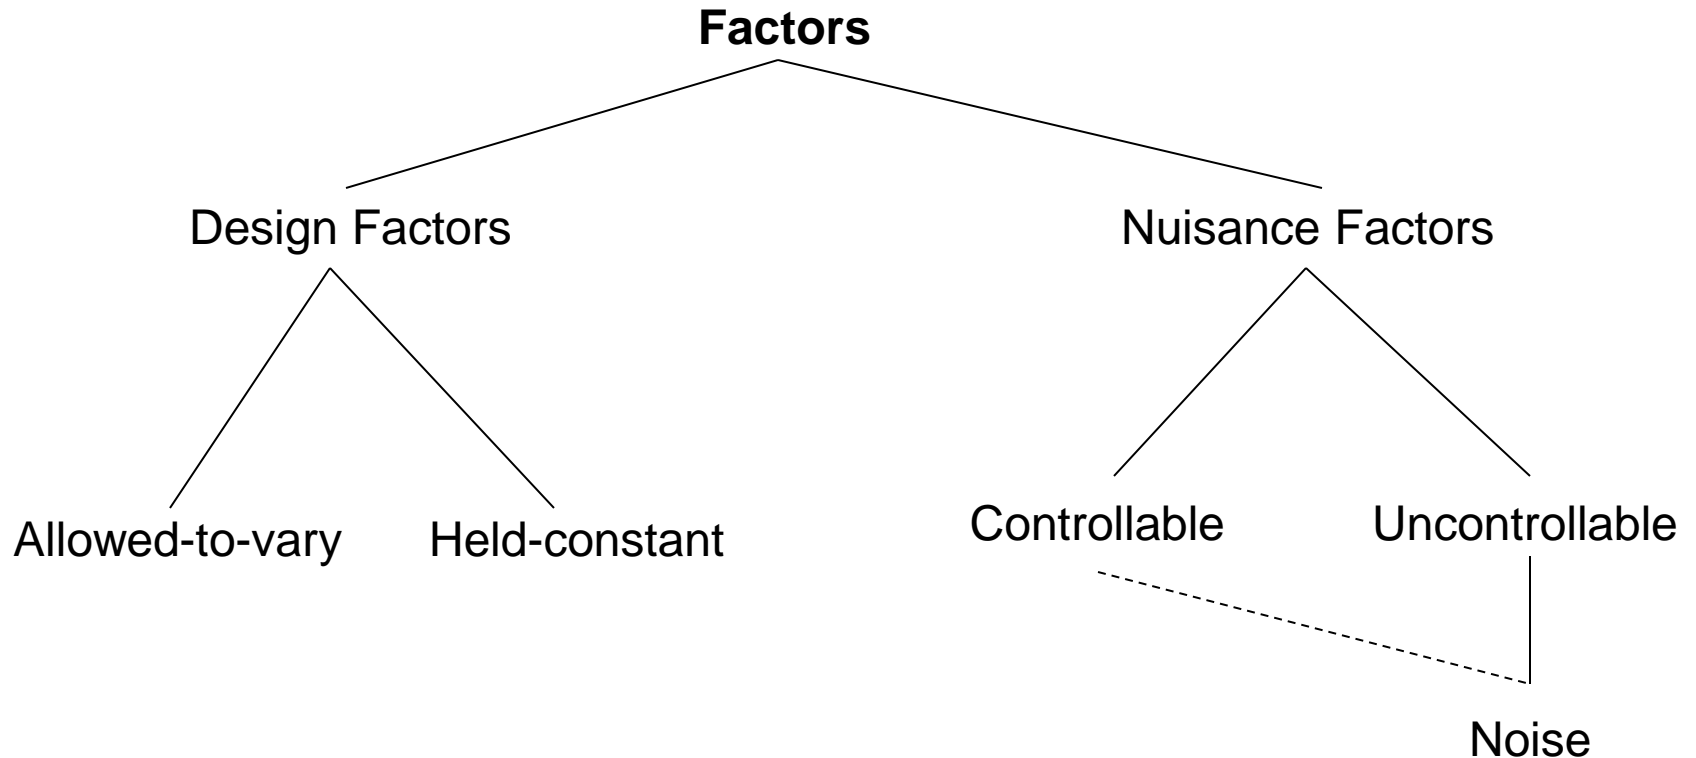 Factors
Design Factors
Nuisance Factors
Allowed-to-vary
Held-constant
Controllable
Uncontrollable
Noise